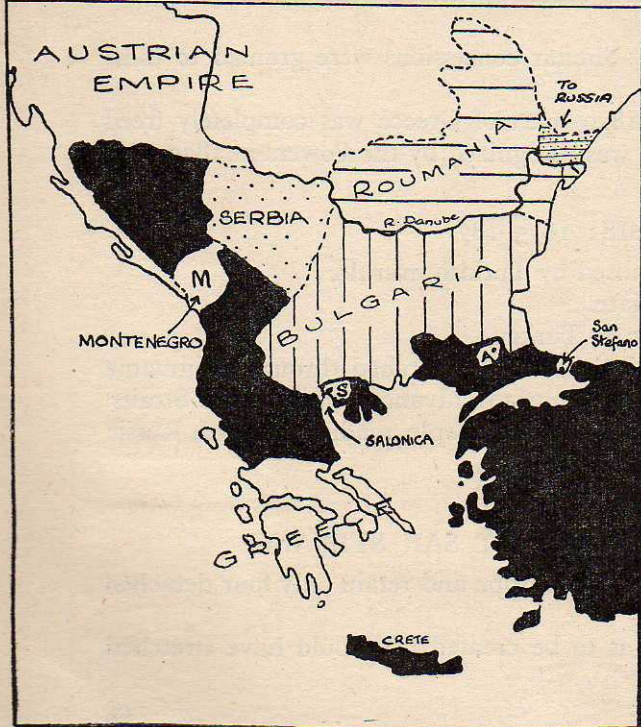 AUSTRIAN
EMPIRE
TO
RUSSIA
ROUMANIA
SERBIA
R. Danube
M
BULGARIA
MONTENEGRO
San
Stefano
A
S
SALONICA
GREECE
CRETE